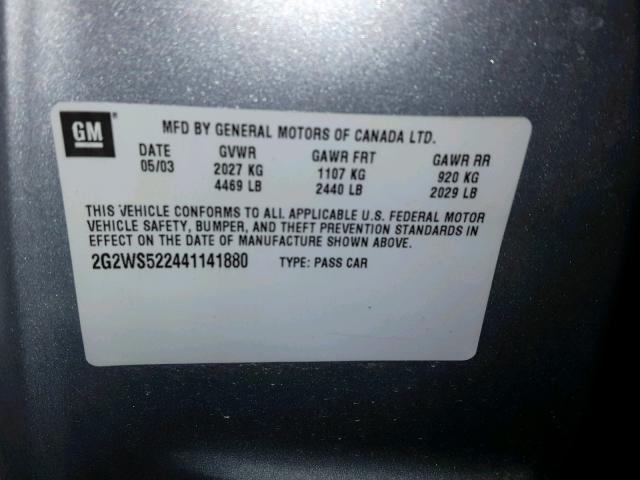 GM
MFD BY GENERAL MOTORS OF CANADA LTD.
DATE GVWR GAWR FRT GAWR RR
05/03 2027 KG 1107 KG 920 KG
4469 LB 2440 LB 2029 LB
THIS VEHICLE CONFORMS TO ALL APPLICABLE U.S. FEDERAL MOTOR
VEHICLE SAFETY, BUMPER, AND THEFT PREVENTION STANDARDS IN
EFFECT ON THE DATE OF MANUFACTURE SHOWN ABOVE.
2G2WS522441141880 TYPE: PASS CAR